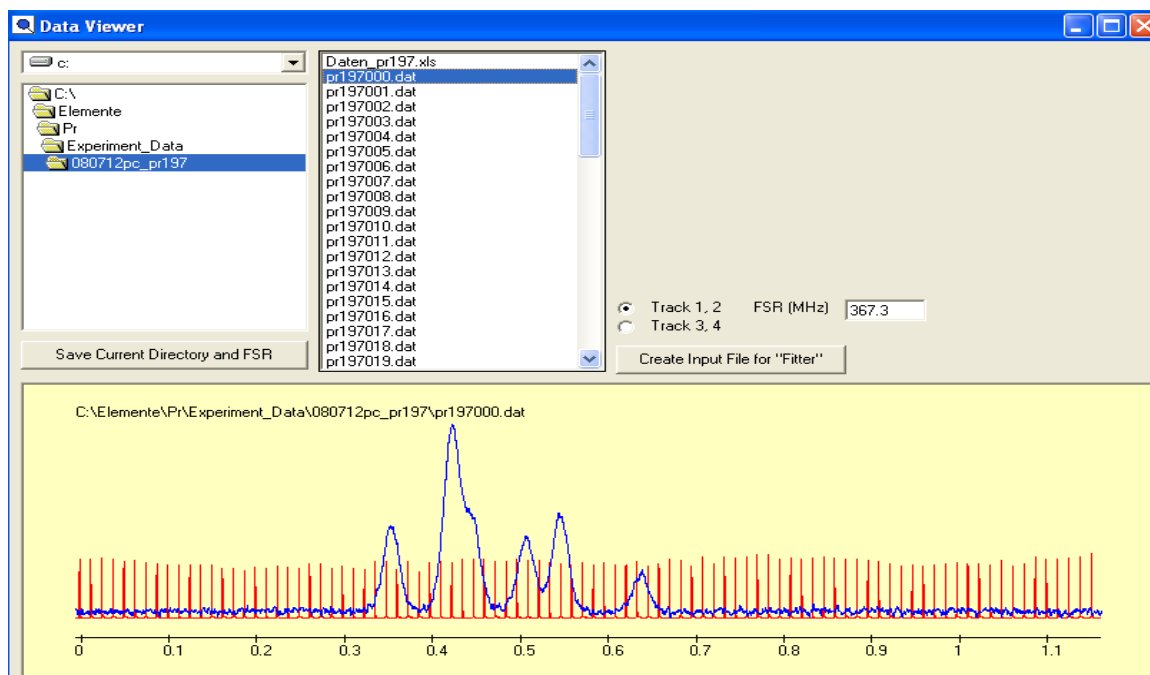 Data Viewer
c:
C:\
Elemente
Pr
Experiment_Data
080712pc_pr197
Save Current Directory and FSR
Daten_pr197.xls
pr197000.dat
pr197001.dat
pr197002.dat
pr197003.dat
pr197004.dat
pr197005.dat
pr197006.dat
pr197007.dat
pr197008.dat
pr197009.dat
pr197010.dat
pr197011.dat
pr197012.dat
pr197013.dat
pr197014.dat
pr197015.dat
pr197016.dat
pr197017.dat
pr197018.dat
pr197019.dat
Track 1, 2 FSR (MHz) 367.3
Track 3, 4
Create Input File for "Fitter"
C:\Elemente\Pr\Experiment_Data\080712pc_pr197\pr197000.dat
0 0.1 0.2 0.3 0.4 0.5 0.6 0.7 0.8 0.9 1 1.1